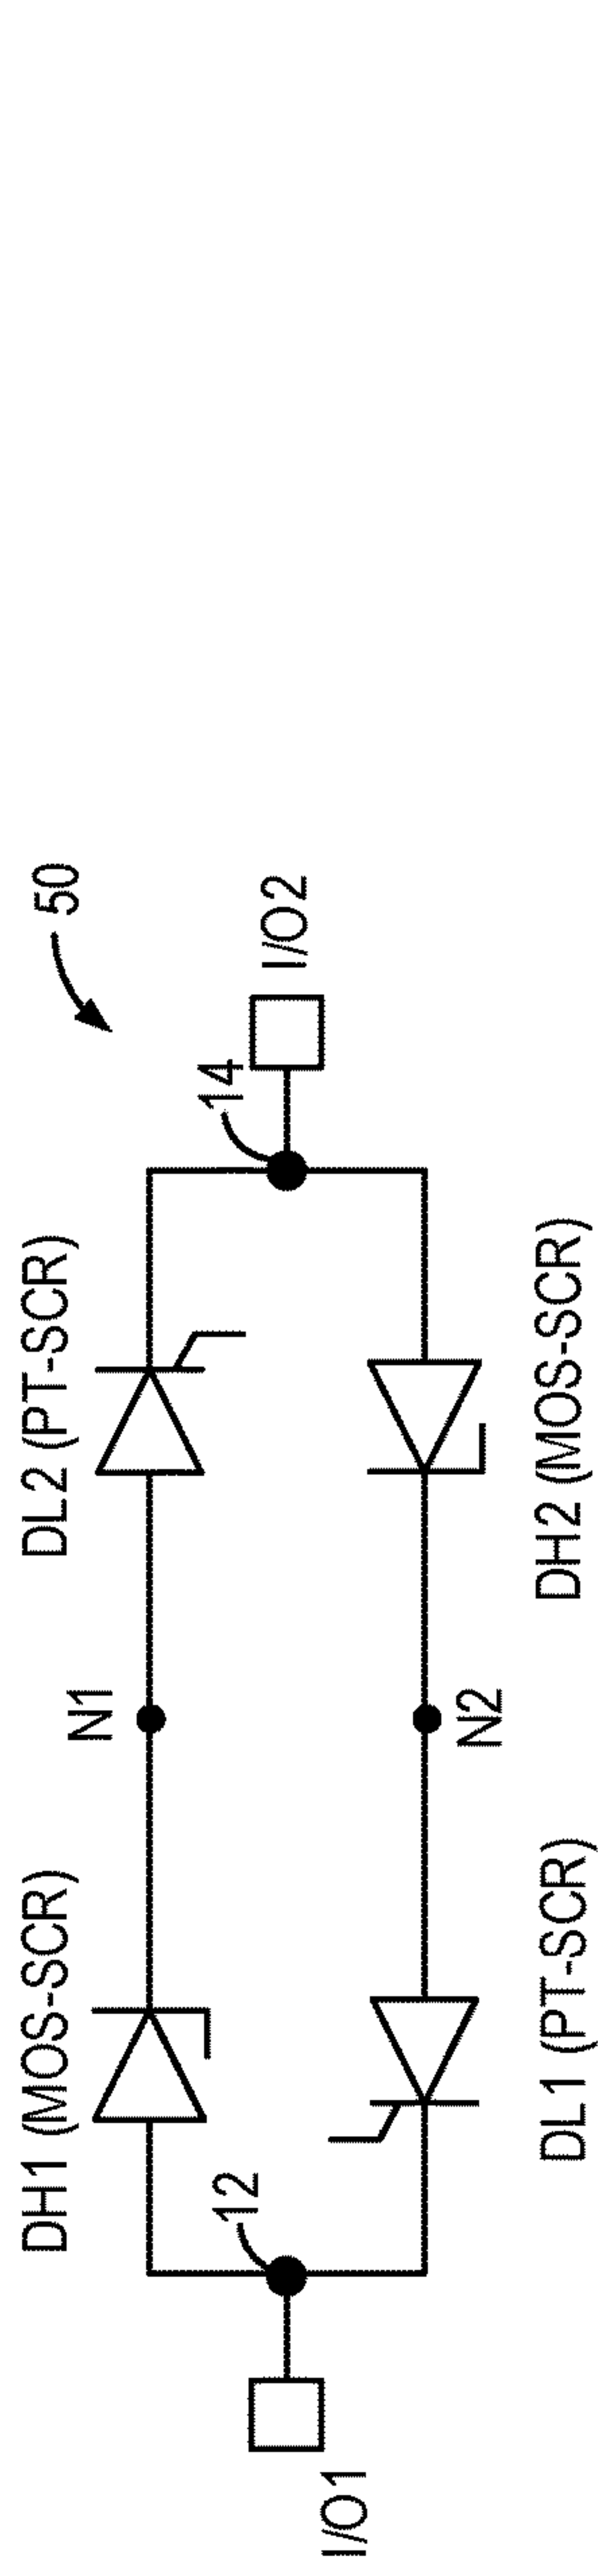 50
DH1 (MOS-SCR)
N1
DL2 (PT-SCR)
I/O1
12
14
I/O2
DL1 (PT-SCR)
N2
DH2 (MOS-SCR)